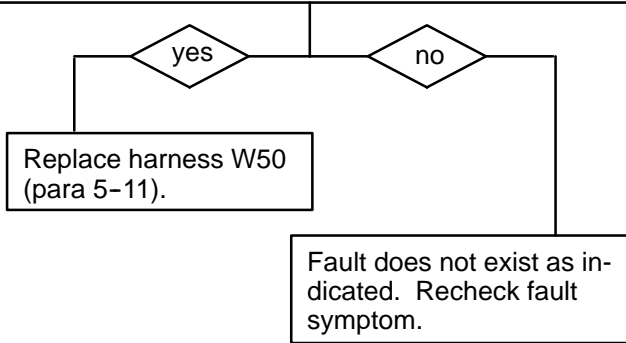 yes
no
Replace harness W50
(para 5-11).
Fault does not exist as in-
dicated.  Recheck fault
symptom.